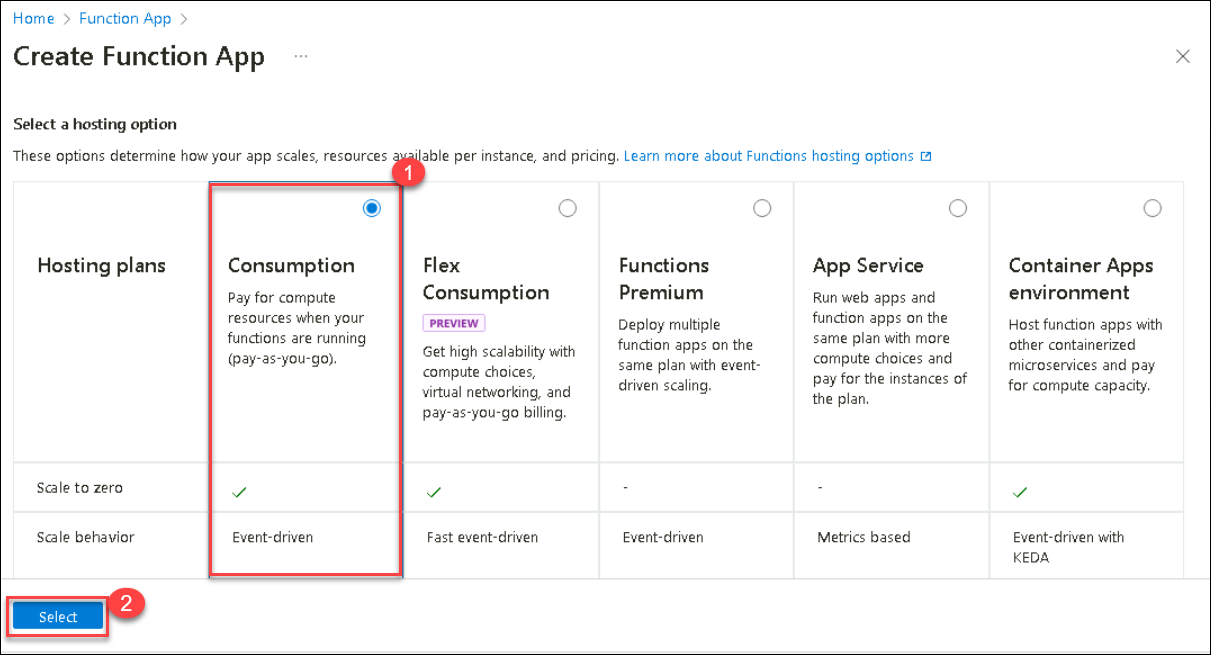 Home > Function App >
Create Function App ...
Select a hosting option
These options determine how your app scales, resources available per instance, and pricing. Learn more about Functions hosting options
1
Hosting plans
Consumption
Pay for compute
resources when your
functions are running
(pay-as-you-go).
Flex
Consumption
PREVIEW
Get high scalability with
compute choices,
virtual networking, and
pay-as-you-go billing.
Functions
Premium
Deploy multiple
function apps on the
same plan with event-
driven scaling.
App Service
Run web apps and
function apps on the
same plan with more
compute choices and
pay for the instances of
the plan.
Container Apps
environment
Host function apps with
other containerized
microservices and pay
for compute capacity.
Scale to zero
-
-
Scale behavior
Event-driven
Fast event-driven
Event-driven
Metrics based
Event-driven with
KEDA
Select
2